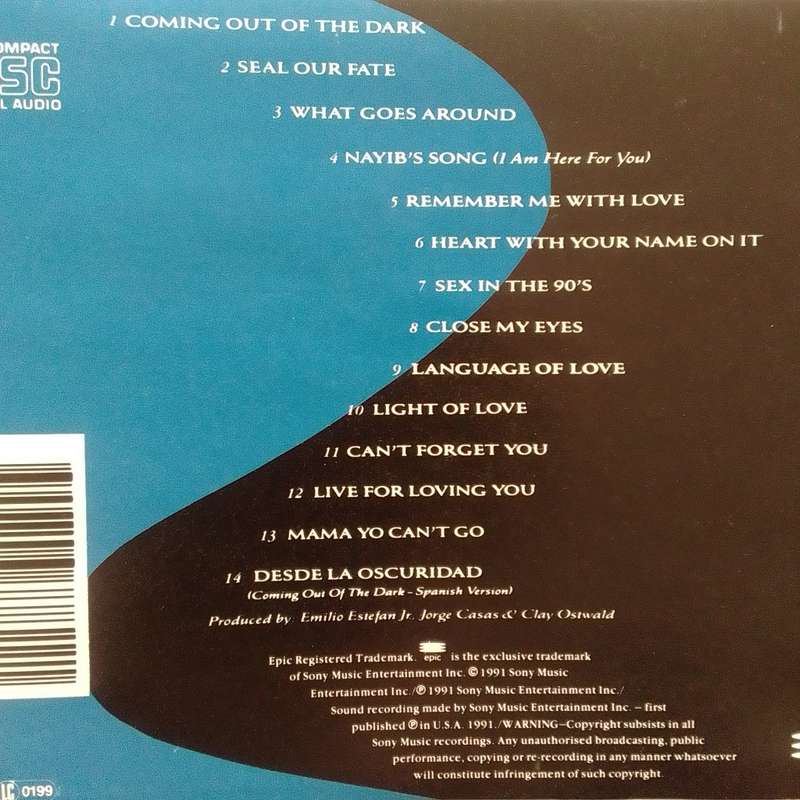 1 COMING OUT OF THE DARK
OMPACT
SC
L AUDIO
2 SEAL OUR FATE
3 WHAT GOES AROUND
4 NAYIB'S SONG (I Am Here For You)
5 REMEMBER ME WITH LOVE
6 HEART WITH YOUR NAME ON IT
7 SEX IN THE 90'S
8 CLOSE MY EYES
9 LANGUAGE OF LOVE
10 LIGHT OF LOVE
11 CAN'T FORGET YOU
12 LIVE FOR LOVING YOU
13 MAMA YO CAN'T GO
14 DESDE LA OSCURIDAD
(Coming Out Of The Dark - Spanish Version)
Produced by: Emilio Estefan Jr. Jorge Casas & Clay Ostwald
Epic Registered Trademark. epic is the exclusive trademark
of Sony Music Entertainment Inc. © 1991 Sony Music
Entertainment Inc./℗ 1991 Sony Music Entertainment Inc./
Sound recording made by Sony Music Entertainment Inc. – first
published ℗ in U.S.A. 1991./WARNING–Copyright subsists in all
Sony Music recordings. Any unauthorised broadcasting, public
performance, copying or re-recording in any manner whatsoever
will constitute infringement of such copyright.
LC 0199